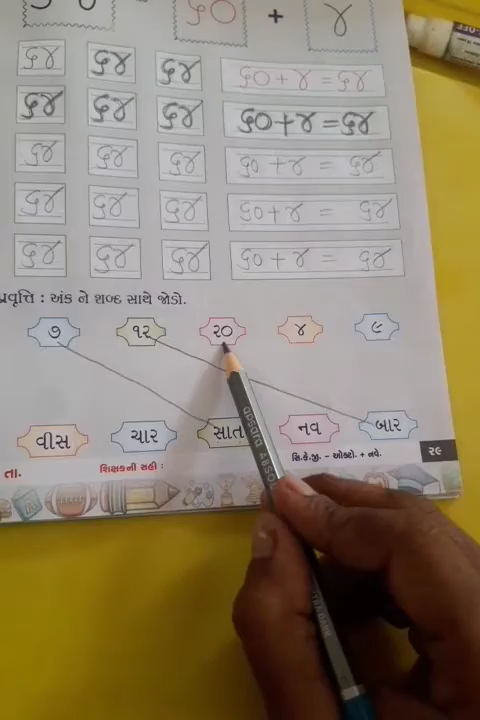 ૬૦ + ૪
૬૪ ૬૪ ૬૪ ૬૦ + ૪ = ૬૪
૬૪ ૬૪ ૬૪ ૬૦ + ૪ = ૬૪
૬૪ ૬૪ ૬૪ ૬૦ + ૪ = ૬૪
૬૪ ૬૪ ૬૪ ૬૦ + ૪ = ૬૪
૬૪ ૬૪ ૬૪ ૬૦ + ૪ = ૬૪
પ્રવૃત્તિ : અંક ને શબ્દ સાથે જોડો.
૭ ૧૨ ૨૦ ૪ ૯
વીસ ચાર સાત નવ બાર
તા. શિક્ષકની સહી : સિ.કે.જી. - ઓક્ટો. + નવે. ૨૯